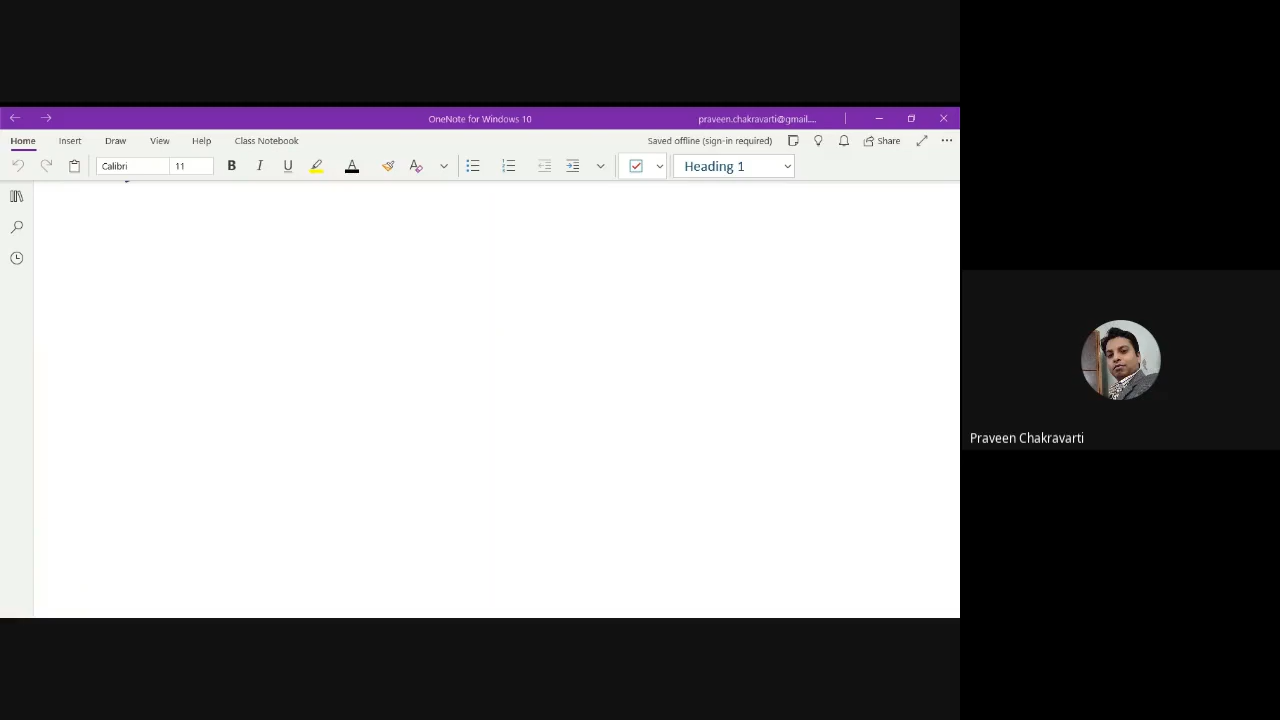 OneNote for Windows 10
praveen.chakravarti@gmail....
Home Insert Draw View Help Class Notebook
Saved offline (sign-in required)
Share
Calibri
11
B I U A A
Heading 1
Praveen Chakravarti